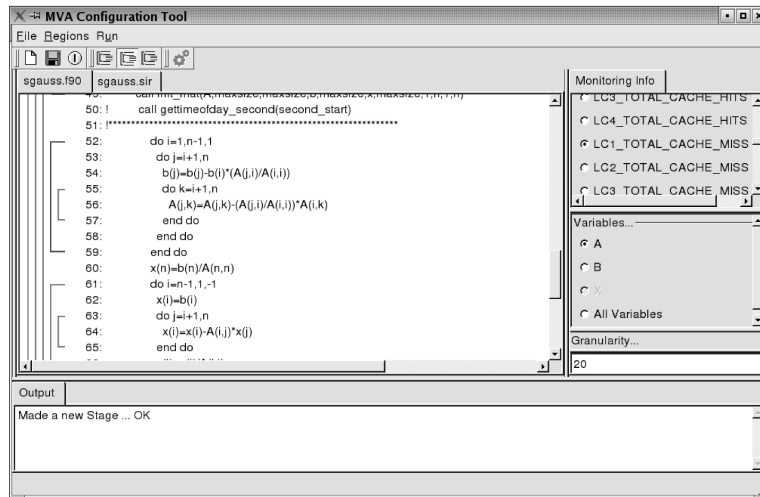 MVA Configuration Tool
File Regions Run
sgauss.f90 sgauss.sir
50: ! call gettimeofday_second(second_start)
51: !******************************************************************
52: do i=1,n-1,1
53: do j=i+1,n
54: b(j)=b(j)-b(i)*(A(j,i)/A(i,i))
55: do k=i+1,n
56: A(j,k)=A(j,k)-(A(j,i)/A(i,i))*A(i,k)
57: end do
58: end do
59: end do
60: x(n)=b(n)/A(n,n)
61: do i=n-1,1,-1
62: x(i)=b(i)
63: do j=i+1,n
64: x(i)=x(i)-A(i,j)*x(j)
65: end do
Monitoring Info
LC3_TOTAL_CACHE_HITS
LC4_TOTAL_CACHE_HITS
LC1_TOTAL_CACHE_MISS
LC2_TOTAL_CACHE_MISS
LC3_TOTAL_CACHE_MISS
Variables...
A
B
X
All Variables
Granularity...
20
Output
Made a new Stage ... OK